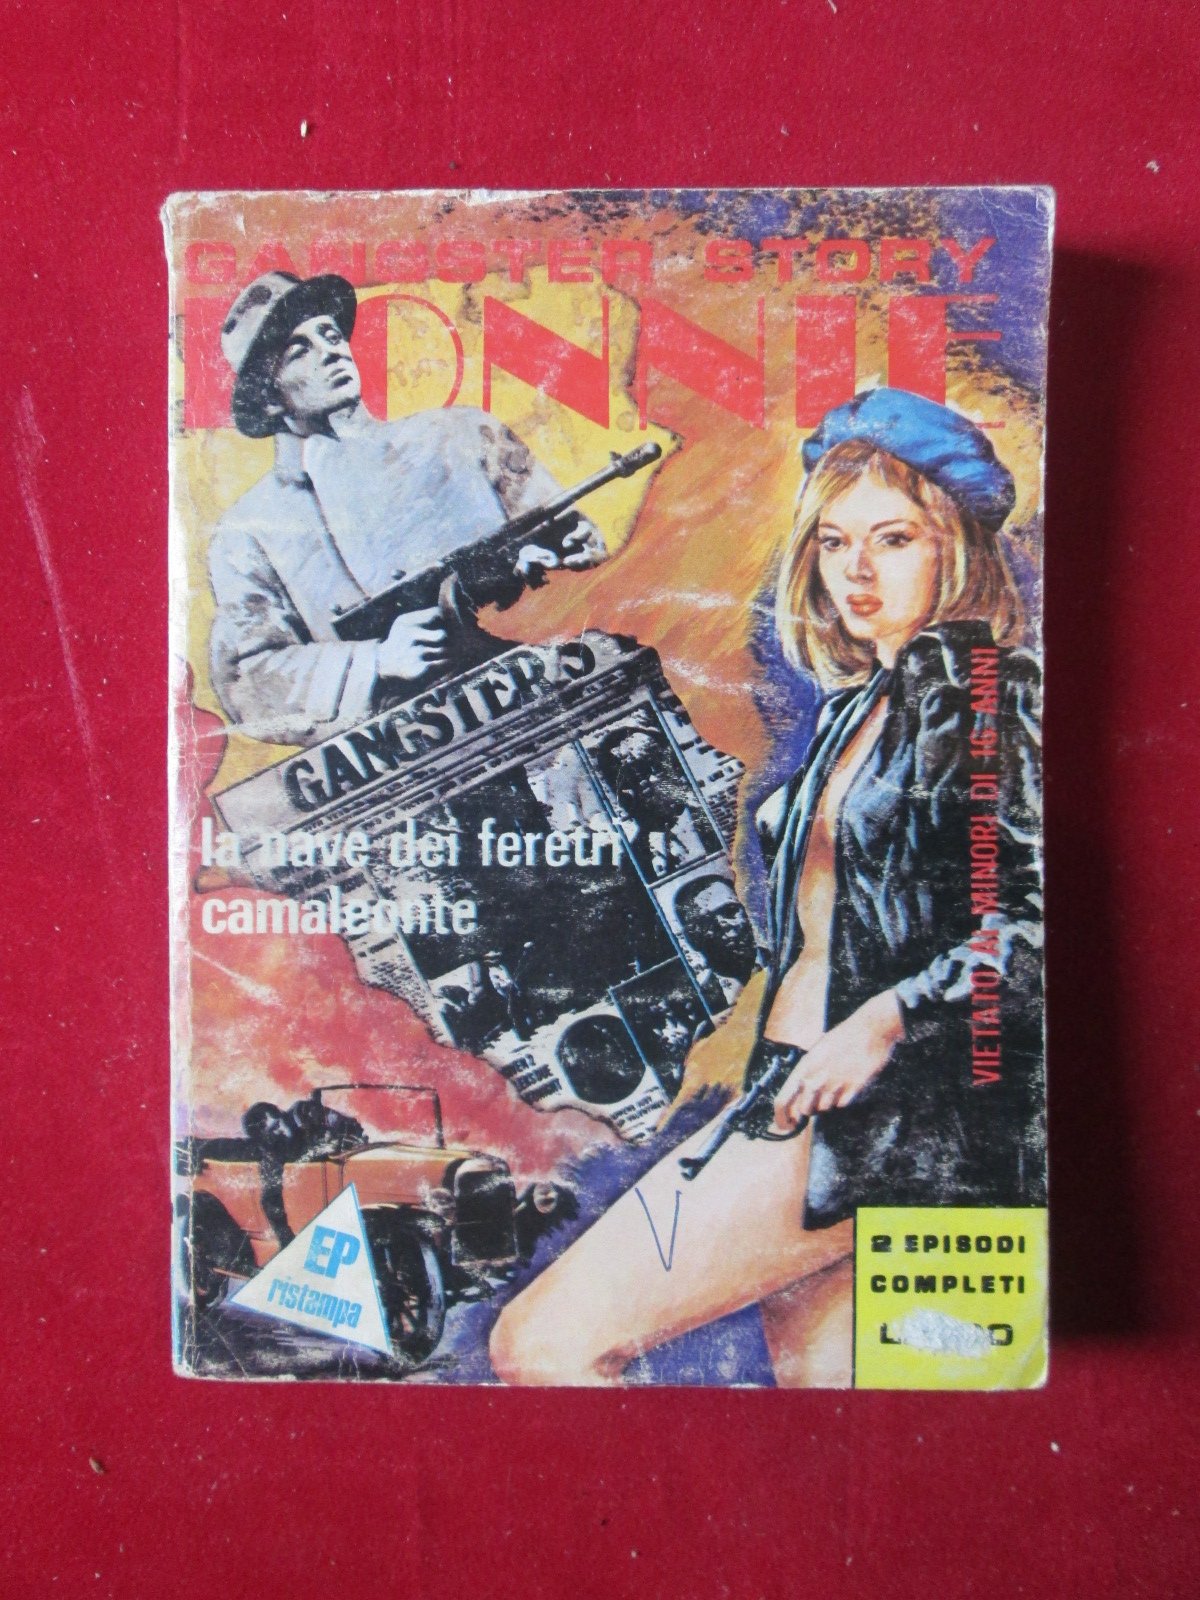 GANGSTER STORY
BONNIE
GANGSTERS
la nave dei feretri
camaleonte
VIETATO AI MINORI DI 16 ANNI
EP
ristampa
2 EPISODI
COMPLETI